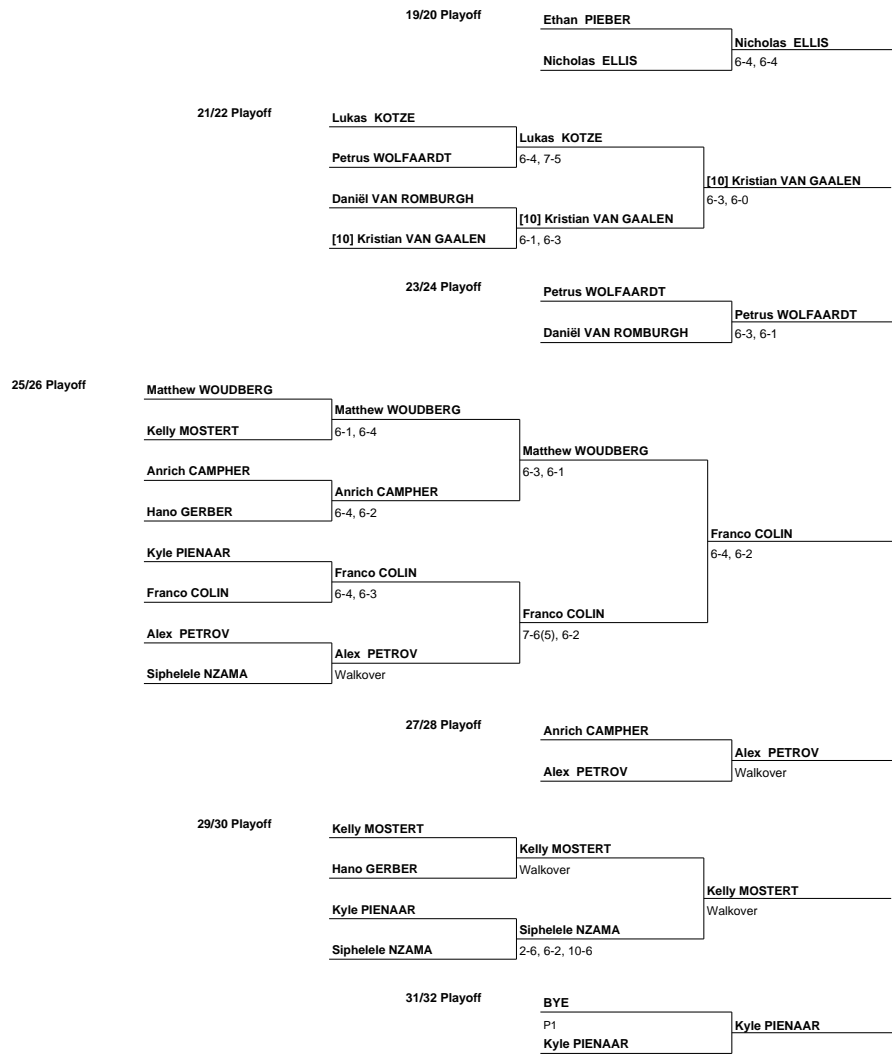 19/20 Playoff
Ethan PIEBER
Nicholas ELLIS
Nicholas ELLIS
6-4, 6-4
21/22 Playoff
Lukas KOTZE
Lukas KOTZE
Petrus WOLFAARDT
6-4, 7-5
[10] Kristian VAN GAALEN
Daniël VAN ROMBURGH
6-3, 6-0
[10] Kristian VAN GAALEN
[10] Kristian VAN GAALEN
6-1, 6-3
23/24 Playoff
Petrus WOLFAARDT
Petrus WOLFAARDT
Daniël VAN ROMBURGH
6-3, 6-1
25/26 Playoff
Matthew WOUDBERG
Matthew WOUDBERG
Kelly MOSTERT
6-1, 6-4
Matthew WOUDBERG
Anrich CAMPHER
6-3, 6-1
Anrich CAMPHER
Hano GERBER
6-4, 6-2
Franco COLIN
Kyle PIENAAR
6-4, 6-2
Franco COLIN
Franco COLIN
6-4, 6-3
Franco COLIN
Alex PETROV
7-6(5), 6-2
Alex PETROV
Siphelele NZAMA
Walkover
27/28 Playoff
Anrich CAMPHER
Alex PETROV
Alex PETROV
Walkover
29/30 Playoff
Kelly MOSTERT
Kelly MOSTERT
Hano GERBER
Walkover
Kelly MOSTERT
Kyle PIENAAR
Walkover
Siphelele NZAMA
Siphelele NZAMA
2-6, 6-2, 10-6
31/32 Playoff
BYE
P1
Kyle PIENAAR
Kyle PIENAAR